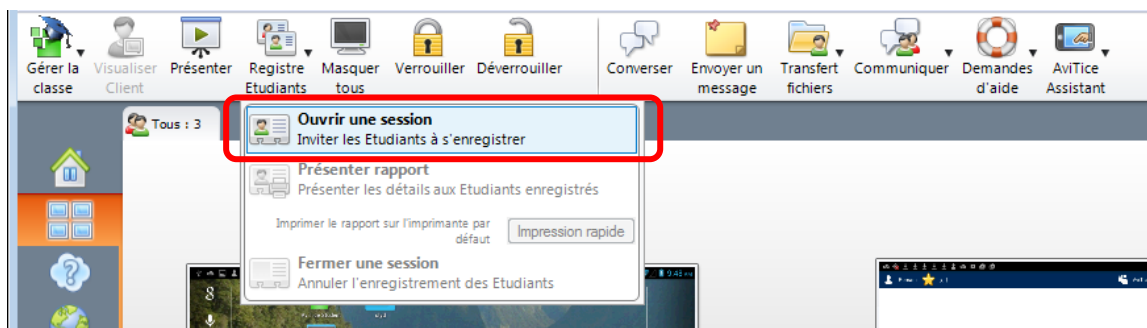 Gérer la classe
Visualiser Client
Présenter
Registre Etudiants
Masquer tous
Verrouiller
Déverrouiller
Converser
Envoyer un message
Transfert fichiers
Communiquer
Demandes d'aide
AviTice Assistant
Tous : 3
Ouvrir une session
Inviter les Etudiants à s'enregistrer
Présenter rapport
Présenter les détails aux Etudiants enregistrés
Imprimer le rapport sur l'imprimante par défaut
Impression rapide
Fermer une session
Annuler l'enregistrement des Etudiants
9:45